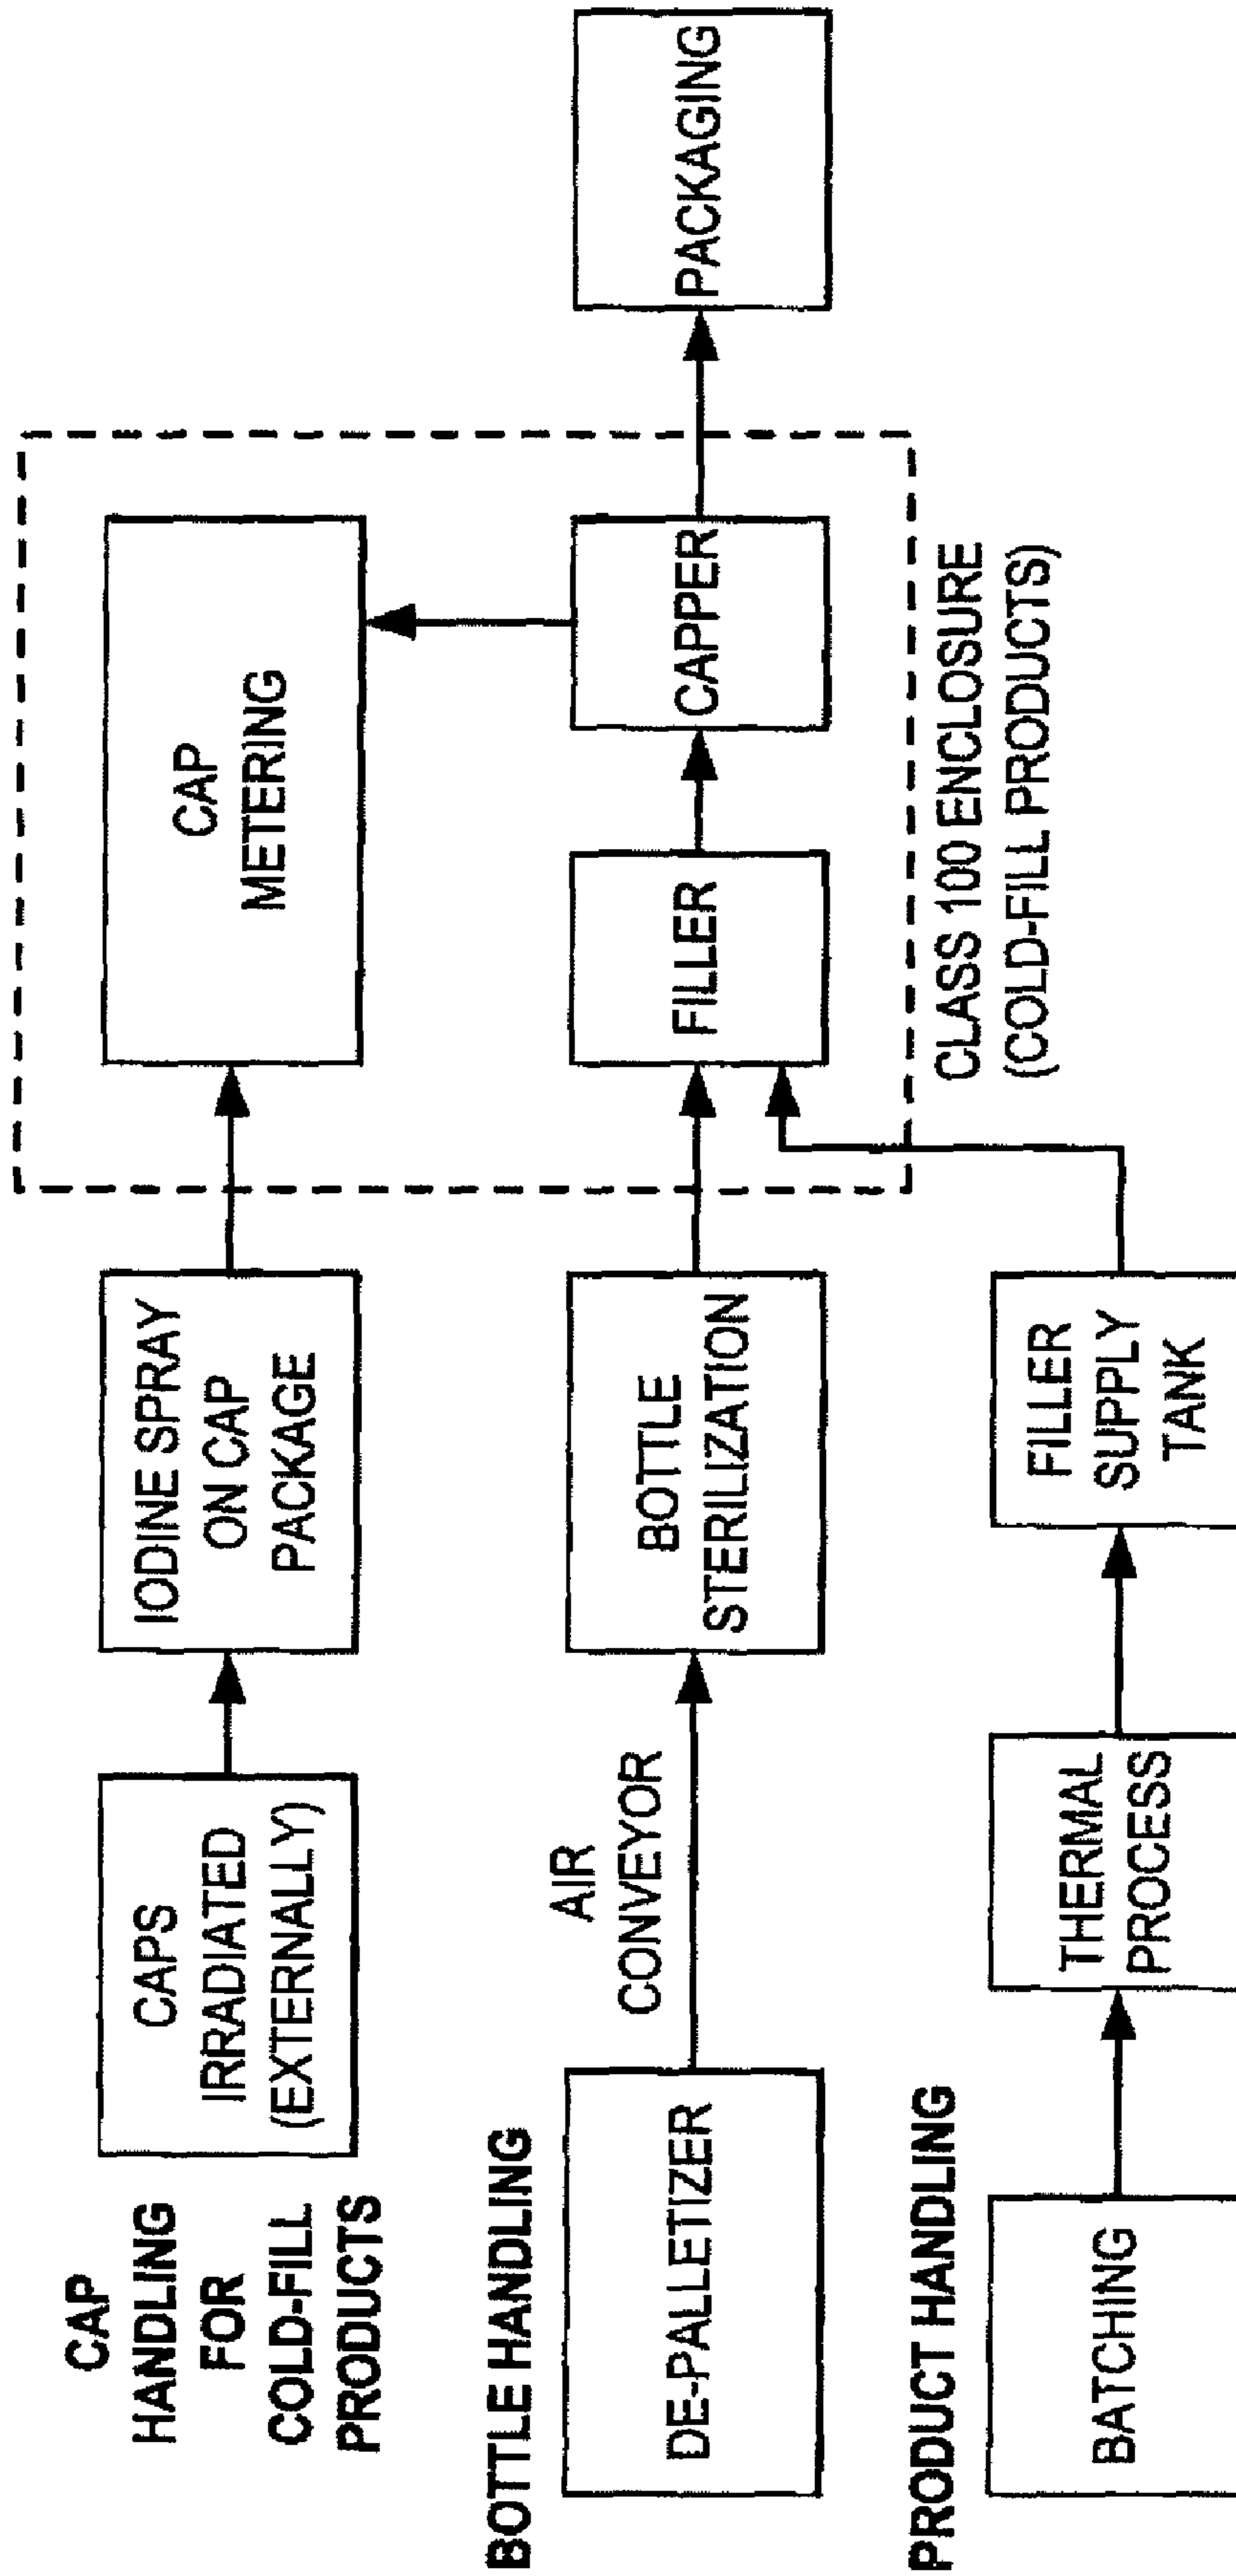 CAP
HANDLING
FOR
COLD-FILL
PRODUCTS
CAPS
IRRADIATED
(EXTERNALLY)
IODINE SPRAY
ON CAP
PACKAGE
CAP
METERING
BOTTLE HANDLING
DE-PALLETIZER
AIR
CONVEYOR
BOTTLE
STERILIZATION
FILLER
CAPPER
PACKAGING
CLASS 100 ENCLOSURE
(COLD-FILL PRODUCTS)
PRODUCT HANDLING
BATCHING
THERMAL
PROCESS
FILLER
SUPPLY
TANK